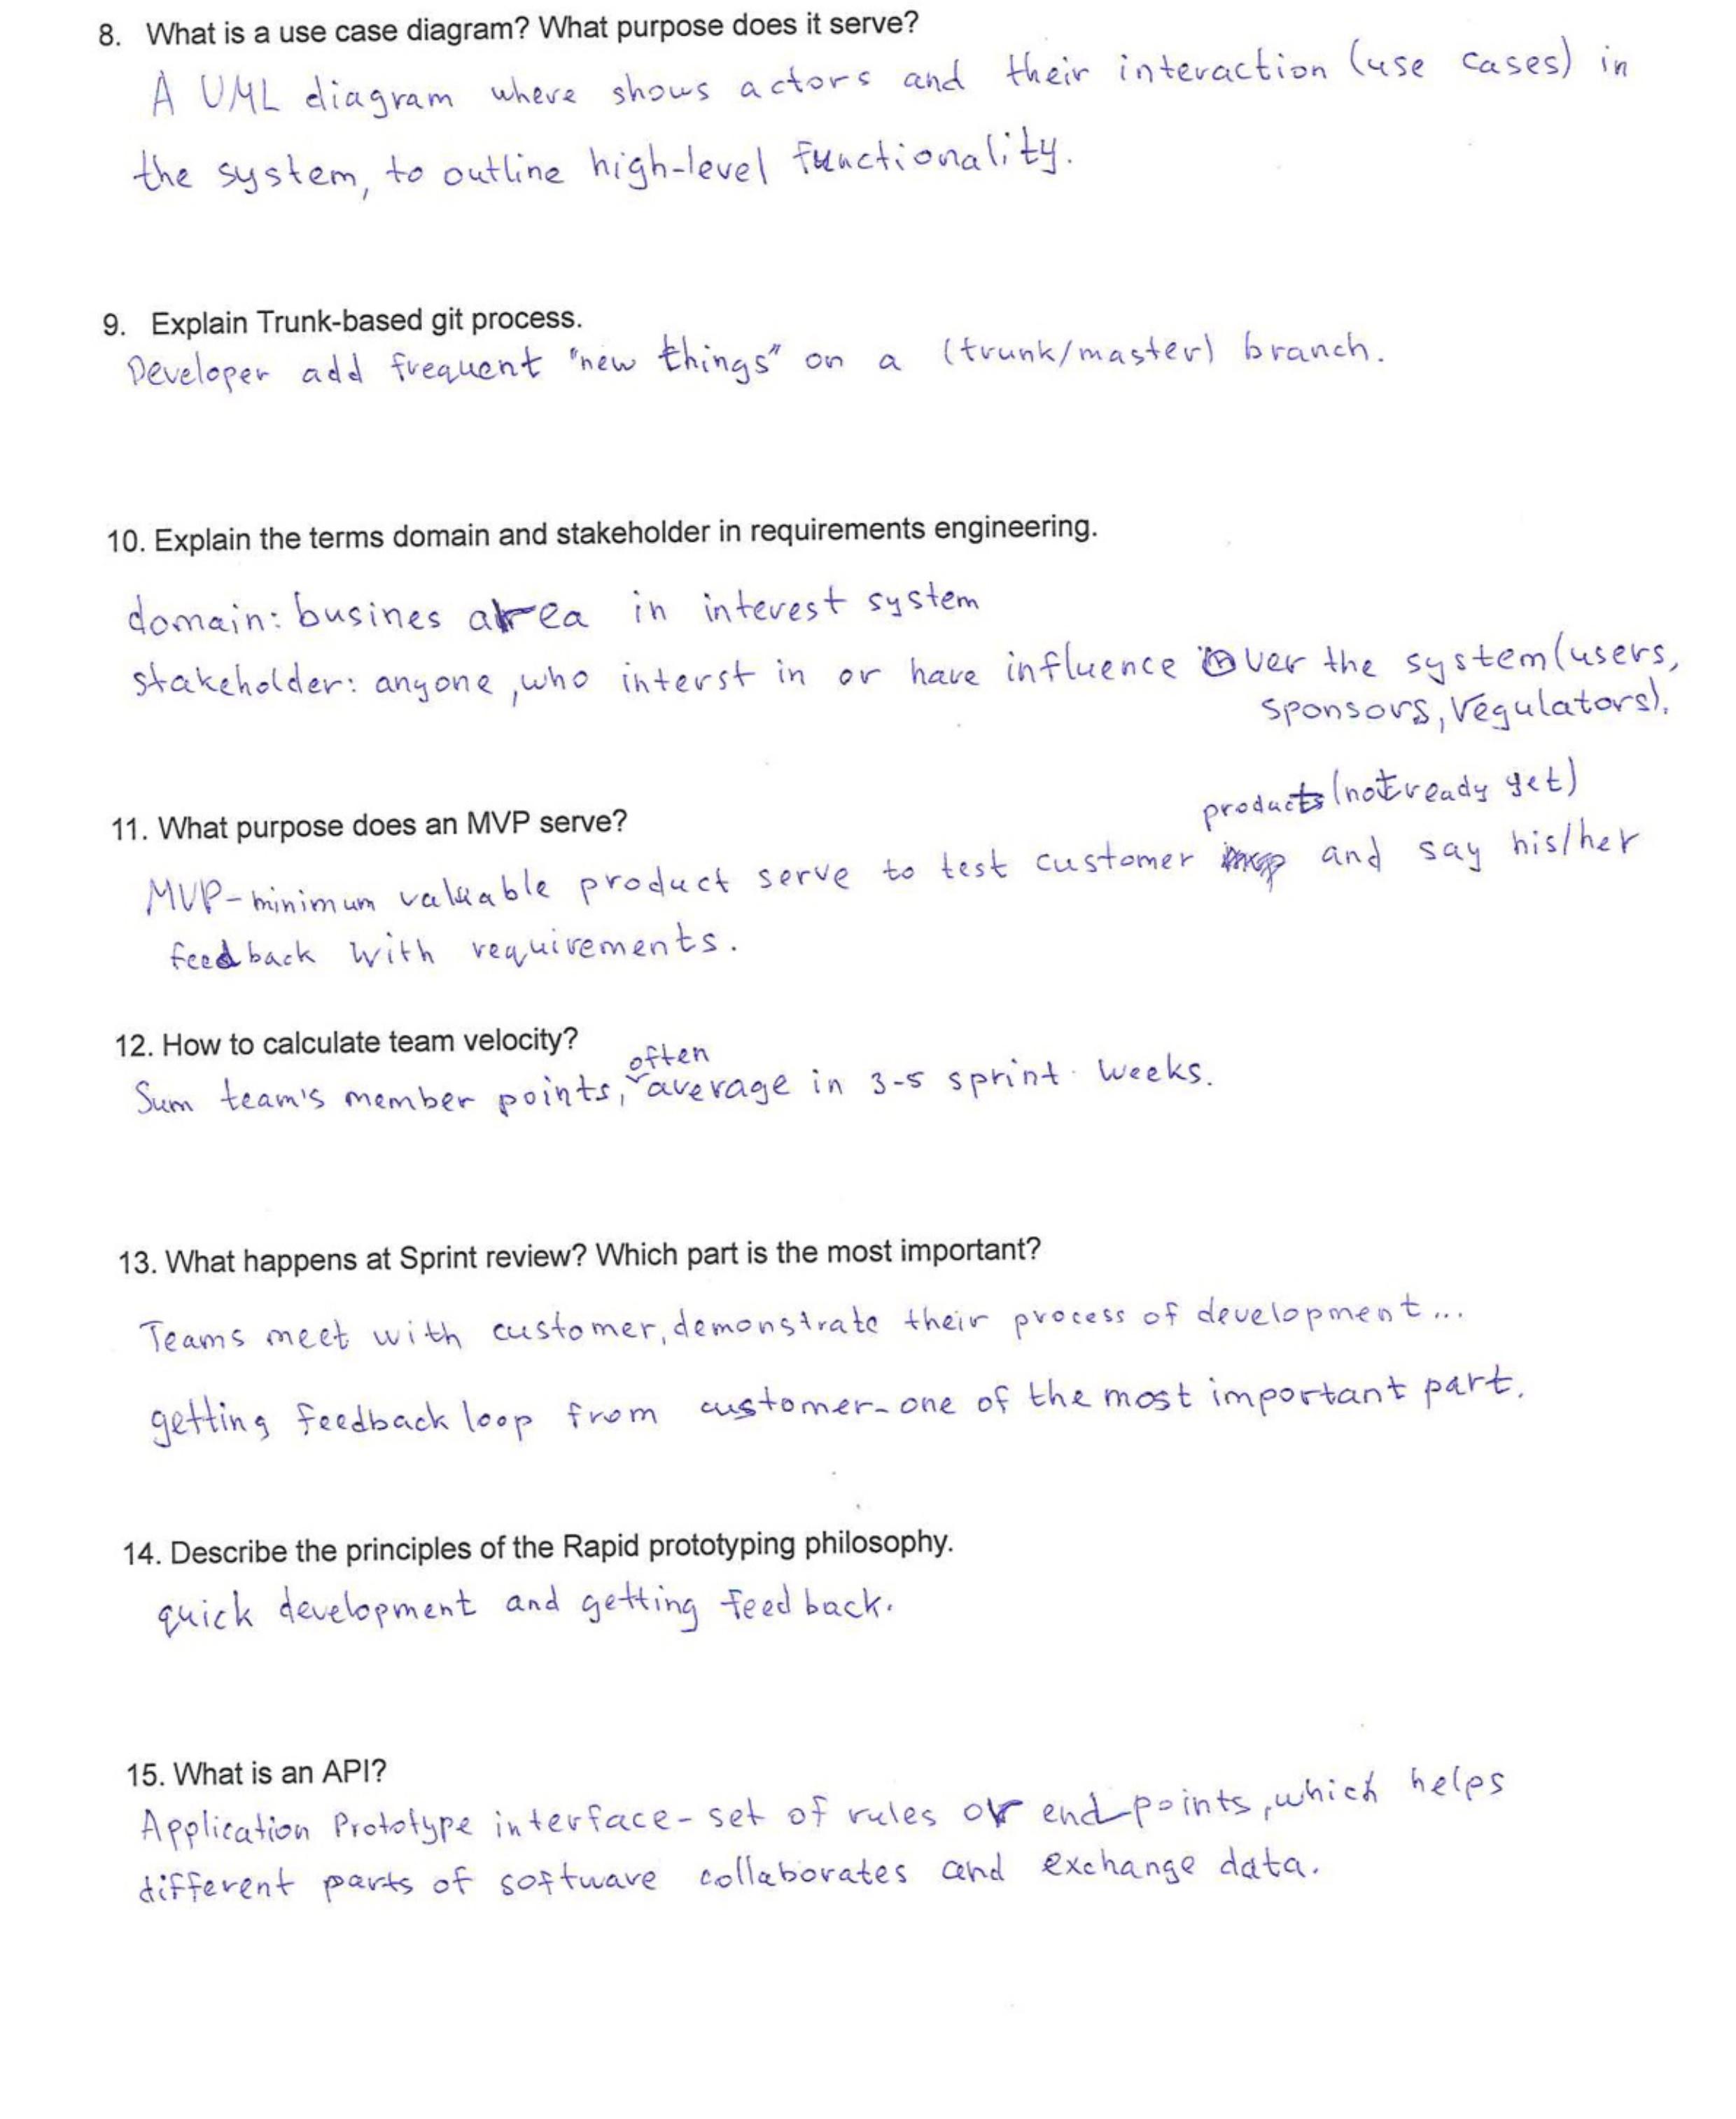 8. What is a use case diagram? What purpose does it serve?
A UML diagram where shows actors and their interaction (use cases) in
the system, to outline high-level functionality.
9. Explain Trunk-based git process.
Developer add frequent "new things" on a (trunk/master) branch.
10. Explain the terms domain and stakeholder in requirements engineering.
domain: busines area in interest system
stakeholder: anyone, who interst in or have influence over the system (users,
sponsors, regulators).
products (not ready yet)
11. What purpose does an MVP serve?
MVP - minimum valuable product serve to test customer and say his/her
feedback with requirements.
12. How to calculate team velocity?
often
Sum team's member points, average in 3-5 sprint weeks.
13. What happens at Sprint review? Which part is the most important?
Teams meet with customer, demonstrate their process of development...
getting feedback loop from customer - one of the most important part.
14. Describe the principles of the Rapid prototyping philosophy.
quick development and getting feedback.
15. What is an API?
Application Prototype interface - set of rules or endpoints, which helps
different parts of software collaborates and exchange data.